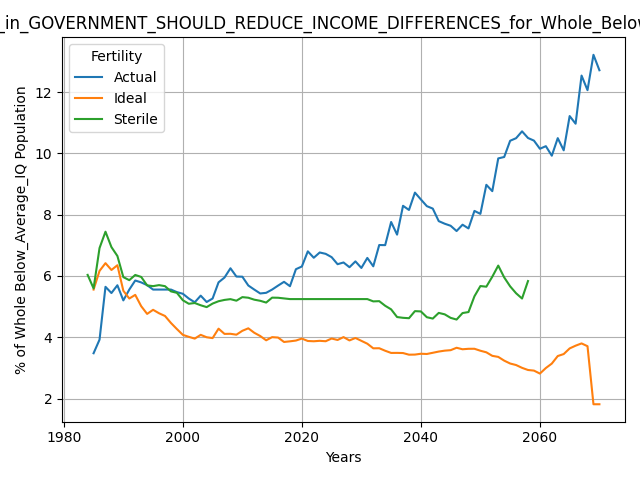 _in_GOVERNMENT_SHOULD_REDUCE_INCOME_DIFFERENCES_for_Whole_Below
Fertility
Actual
Ideal
Sterile
% of Whole Below_Average_IQ Population
12
10
8
6
4
2
1980
2000
2020
2040
2060
Years